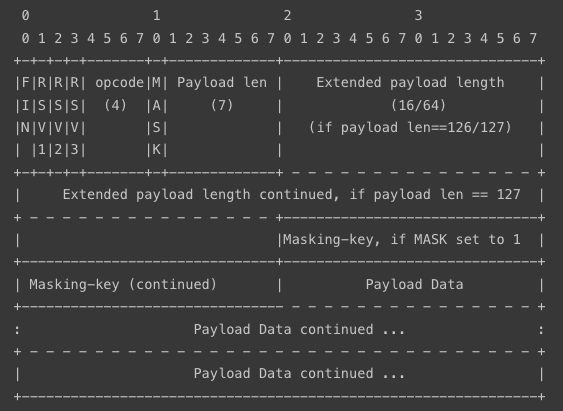 0               1               2               3
 0 1 2 3 4 5 6 7 0 1 2 3 4 5 6 7 0 1 2 3 4 5 6 7 0 1 2 3 4 5 6 7
+-+-+-+-+-------+-+-------------+-------------------------------+
|F|R|R|R| opcode|M| Payload len |    Extended payload length    |
|I|S|S|S|  (4)  |A|     (7)     |             (16/64)           |
|N|V|V|V|       |S|             |   (if payload len==126/127)   |
| |1|2|3|       |K|             |                               |
+-+-+-+-+-------+-+-------------+ - - - - - - - - - - - - - - - +
|     Extended payload length continued, if payload len == 127  |
+ - - - - - - - - - - - - - - - +-------------------------------+
|                               |Masking-key, if MASK set to 1  |
+-------------------------------+-------------------------------+
| Masking-key (continued)       |          Payload Data         |
+-------------------------------- - - - - - - - - - - - - - - - +
:                     Payload Data continued ...                :
+ - - - - - - - - - - - - - - - - - - - - - - - - - - - - - - - +
|                     Payload Data continued ...                |
+---------------------------------------------------------------+